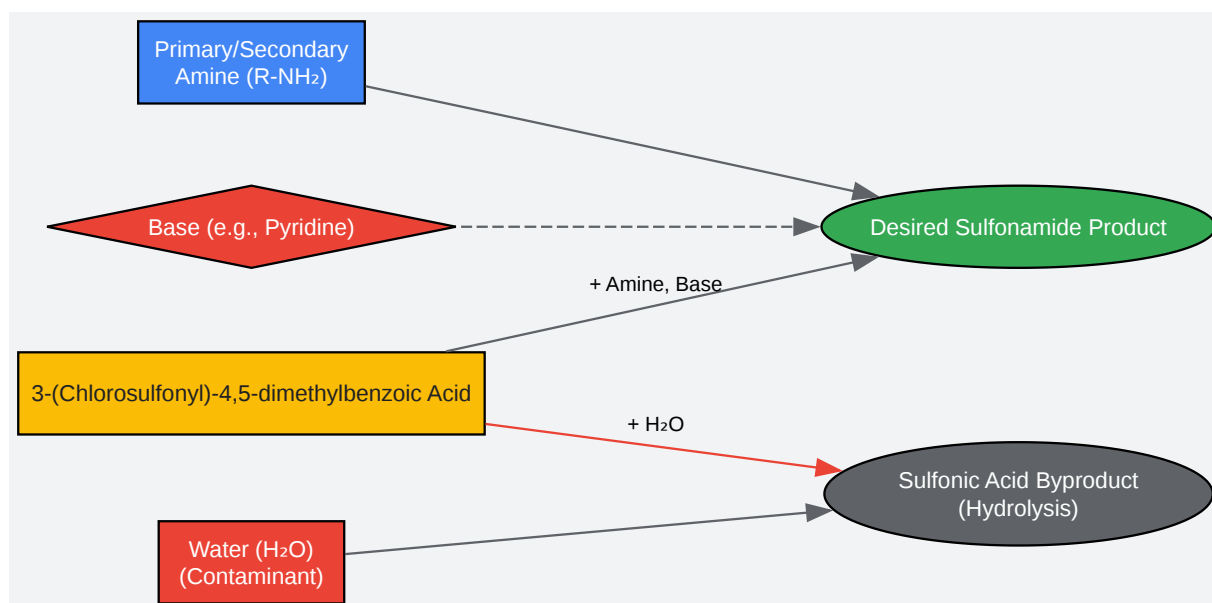 Primary/Secondary
Amine (R-NH₂)
Base (e.g., Pyridine)
Desired Sulfonamide Product
+ Amine, Base
3-(Chlorosulfonyl)-4,5-dimethylbenzoic Acid
+ H₂O
Sulfonic Acid Byproduct
(Hydrolysis)
Water (H₂O)
(Contaminant)